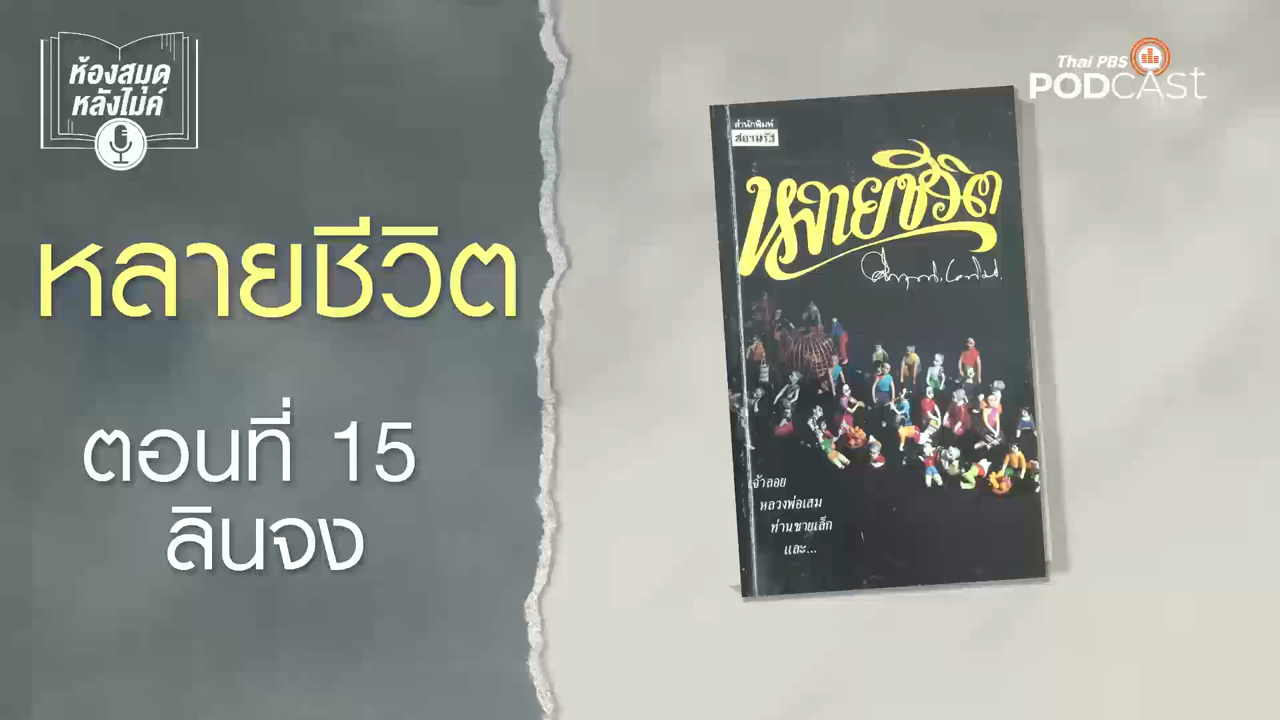 ห้องสมุด
หลังไมค์
Thai PBS
PODCAST
หลายชีวิต
ตอนที่ 15
ลินจง
สำนักพิมพ์
สยามรัฐ
หลายชีวิต
เจ้าลอย
หลวงพ่อเสม
ท่านชายเล็ก
และ...